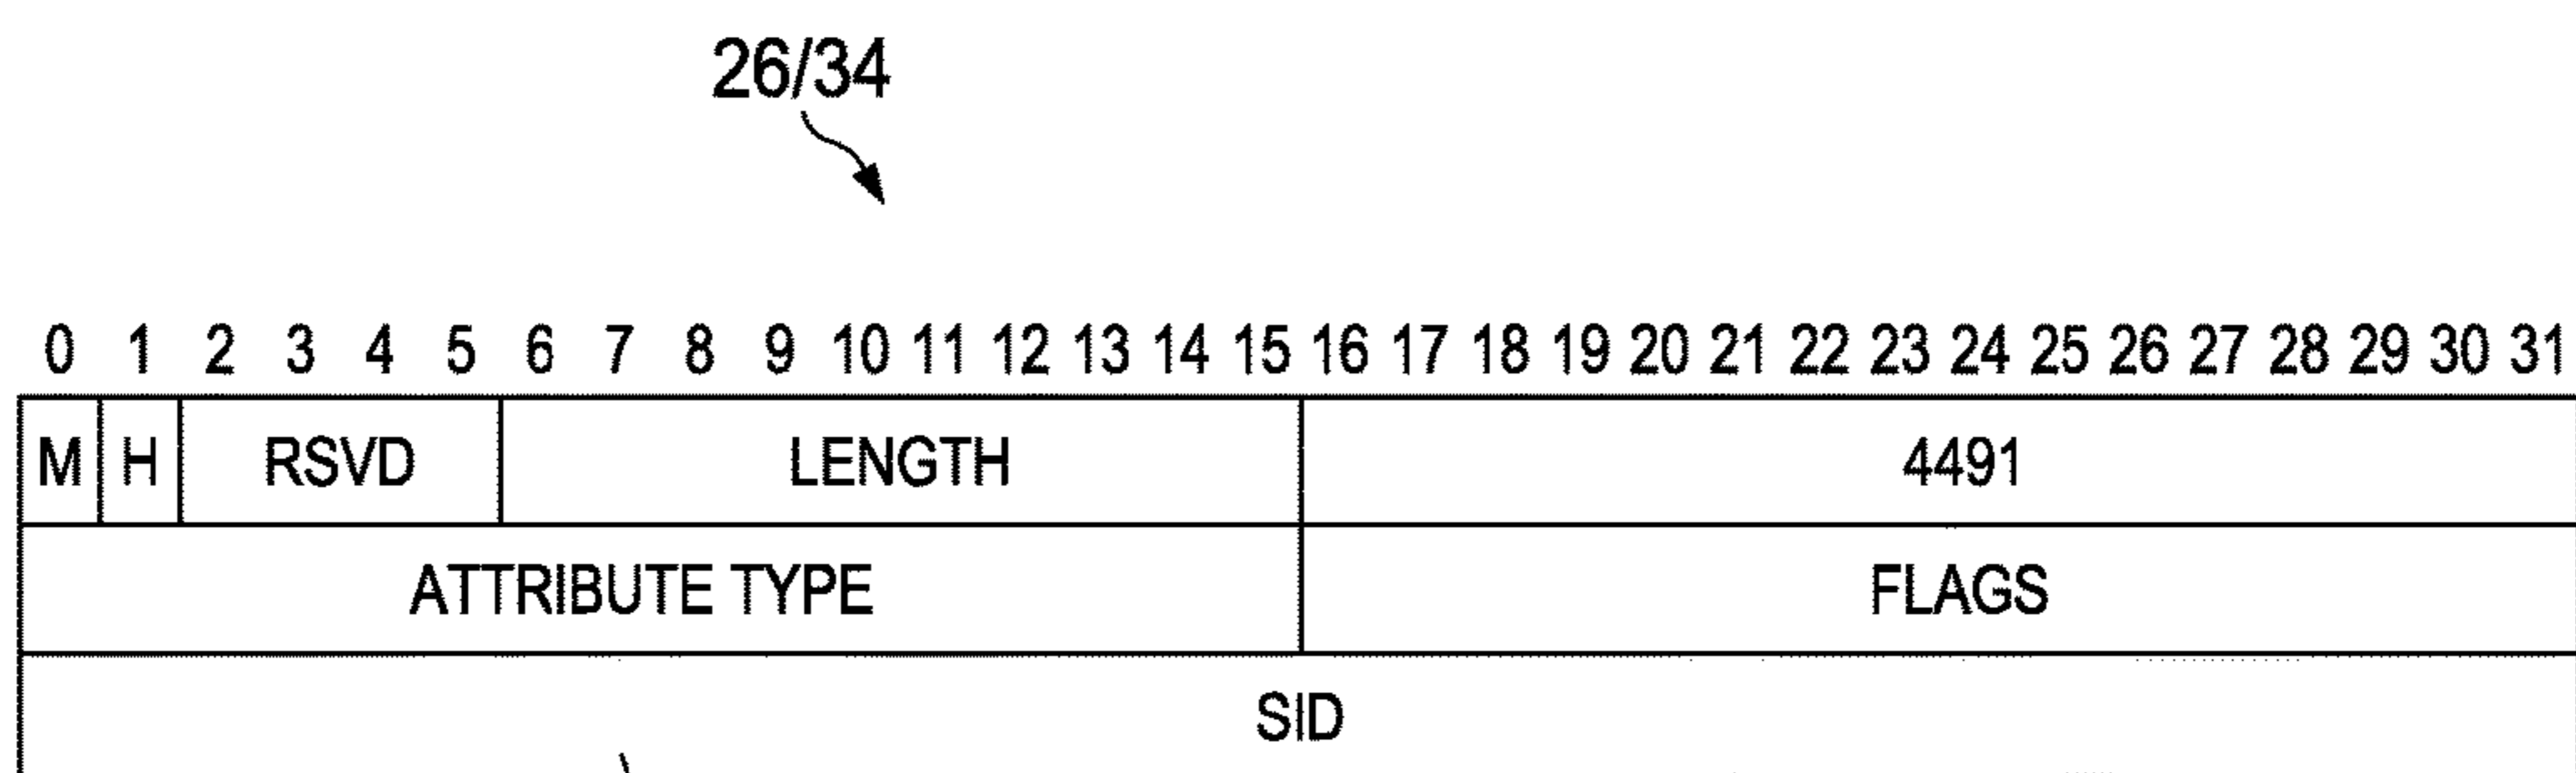 26/34
0 1 2 3 4 5 6 7 8 9 10 11 12 13 14 15 16 17 18 19 20 21 22 23 24 25 26 27 28 29 30 31
M H RSVD LENGTH 4491
ATTRIBUTE TYPE FLAGS
SID